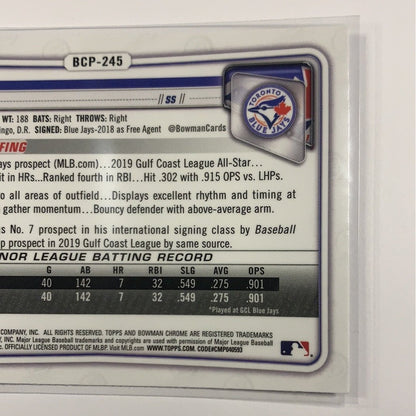 BCP-245
// SS //
WT: 188 BATS: Right THROWS: Right
ingo, D.R. SIGNED: Blue Jays-2018 as Free Agent @BowmanCards
TORONTO
BLUE JAYS
FING
ays prospect (MLB.com)...2019 Gulf Coast League All-Star...
it in HRs...Ranked fourth in RBI...Hit .302 with .915 OPS vs. LHPs.
o all areas of outfield...Displays excellent rhythm and timing at
gather momentum...Bouncy defender with above-average arm.
s No. 7 prospect in his international signing class by Baseball
p prospect in 2019 Gulf Coast League by same source.
NOR LEAGUE BATTING RECORD
G AB HR RBI SLG AVG OPS
40 142 7 32 .549 .275 .901
40 142 7 32 .549 .275 .901
*Played at GCL Blue Jays
COMPANY, INC. ALL RIGHTS RESERVED. TOPPS AND BOWMAN CHROME ARE REGISTERED TRADEMARKS
Y, INC. Major League Baseball trademarks and copyrights are used with permission of Major League Baseball
c. OFFICIALLY LICENSED PRODUCT OF MLBP. Visit MLB.com WWW.TOPPS.COM. CODE#CMP040593